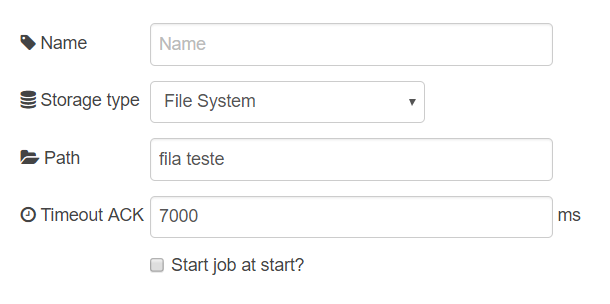 Name Name
Storage type File System
Path fila teste
Timeout ACK 7000 ms
Start job at start?